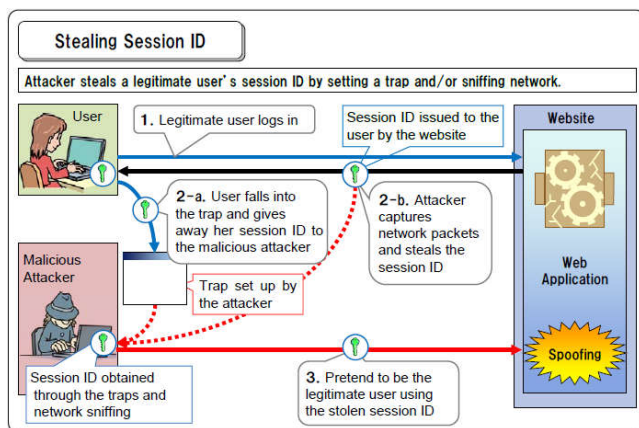 Stealing Session ID
Attacker steals a legitimate user's session ID by setting a trap and/or sniffing network.
User
1. Legitimate user logs in
Session ID issued to the
user by the website
Website
2-a. User falls into
the trap and gives
away her session ID to
the malicious attacker
2-b. Attacker
captures
network packets
and steals the
session ID
Malicious
Attacker
Trap set up by
the attacker
Web
Application
Spoofing
Session ID obtained
through the traps and
network sniffing
3. Pretend to be the
legitimate user using
the stolen session ID